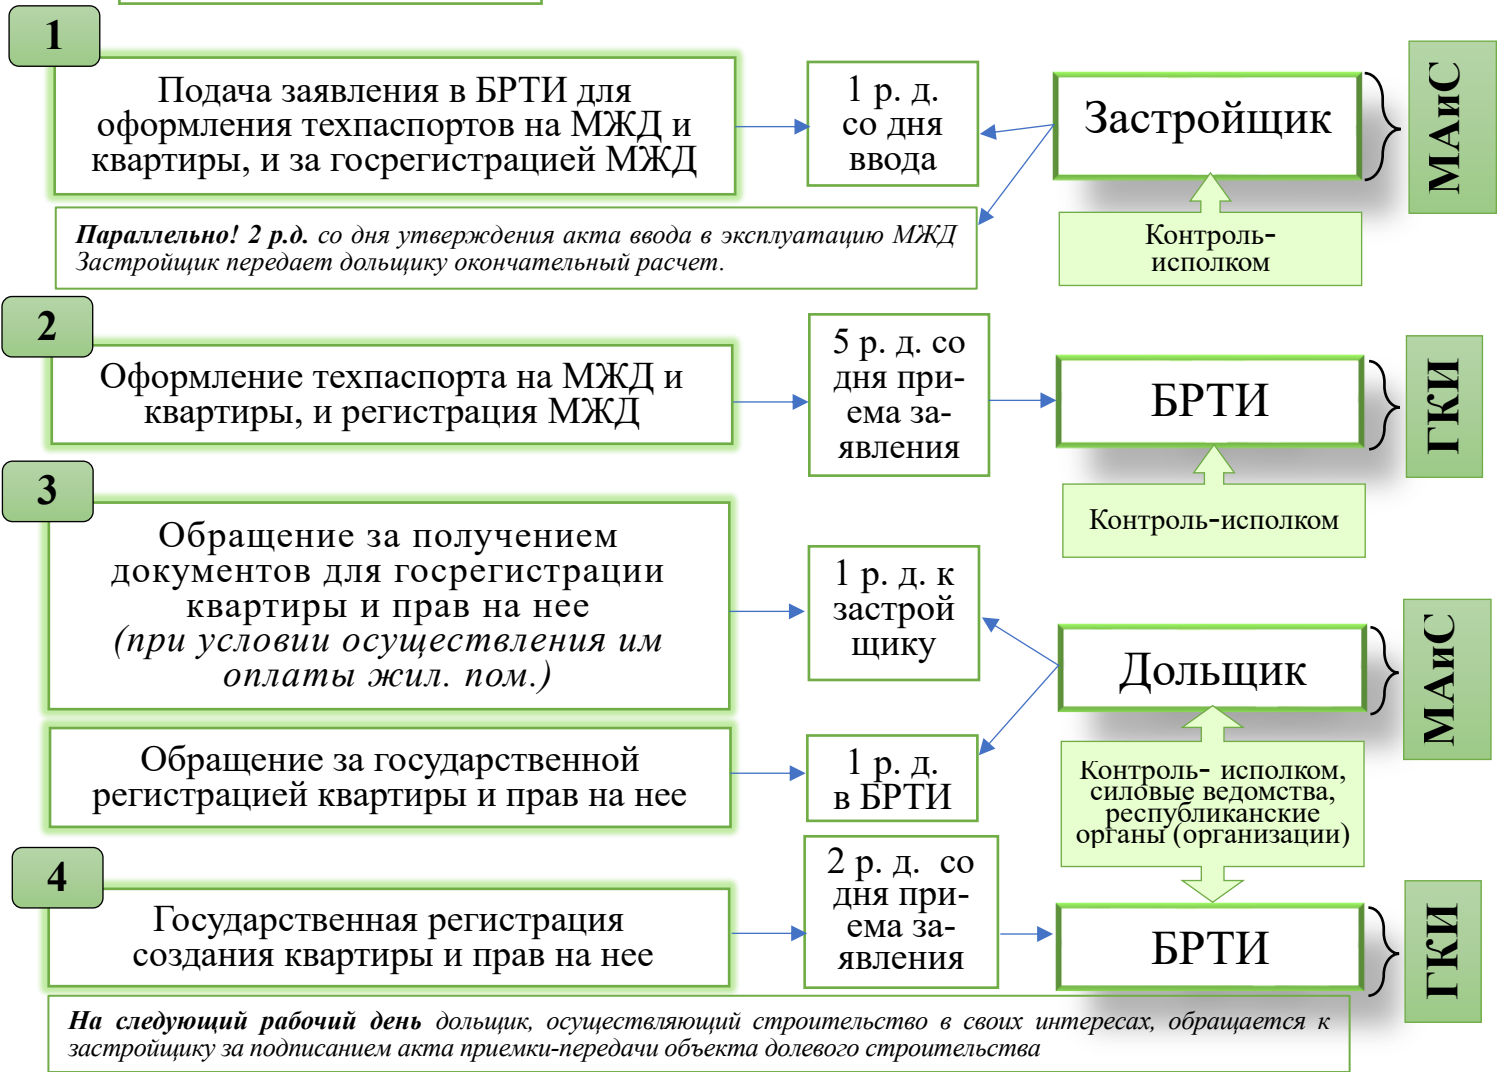 1
Подача заявления в БРТИ для
оформления техпаспортов на МЖД и
квартиры, и за госрегистрацией МЖД
1 р. д.
со дня
ввода
Застройщик
МАиС
Параллельно! 2 р.д. со дня утверждения акта ввода в эксплуатацию МЖД
Застройщик передает дольщику окончательный расчет.
Контроль-
исполком
2
Оформление техпаспорта на МЖД и
квартиры, и регистрация МЖД
5 р. д. со
дня при-
ема за-
явления
БРТИ
ГКИ
Контроль-исполком
3
Обращение за получением
документов для госрегистрации
квартиры и прав на нее
(при условии осуществления им
оплаты жил. пом.)
1 р. д. к
застрой
щику
Дольщик
МАиС
Обращение за государственной
регистрацией квартиры и прав на нее
1 р. д.
в БРТИ
Контроль- исполком,
силовые ведомства,
республиканские
органы (организации)
4
Государственная регистрация
создания квартиры и прав на нее
2 р. д. со
дня при-
ема за-
явления
БРТИ
ГКИ
На следующий рабочий день дольщик, осуществляющий строительство в своих интересах, обращается к
застройщику за подписанием акта приемки-передачи объекта долевого строительства